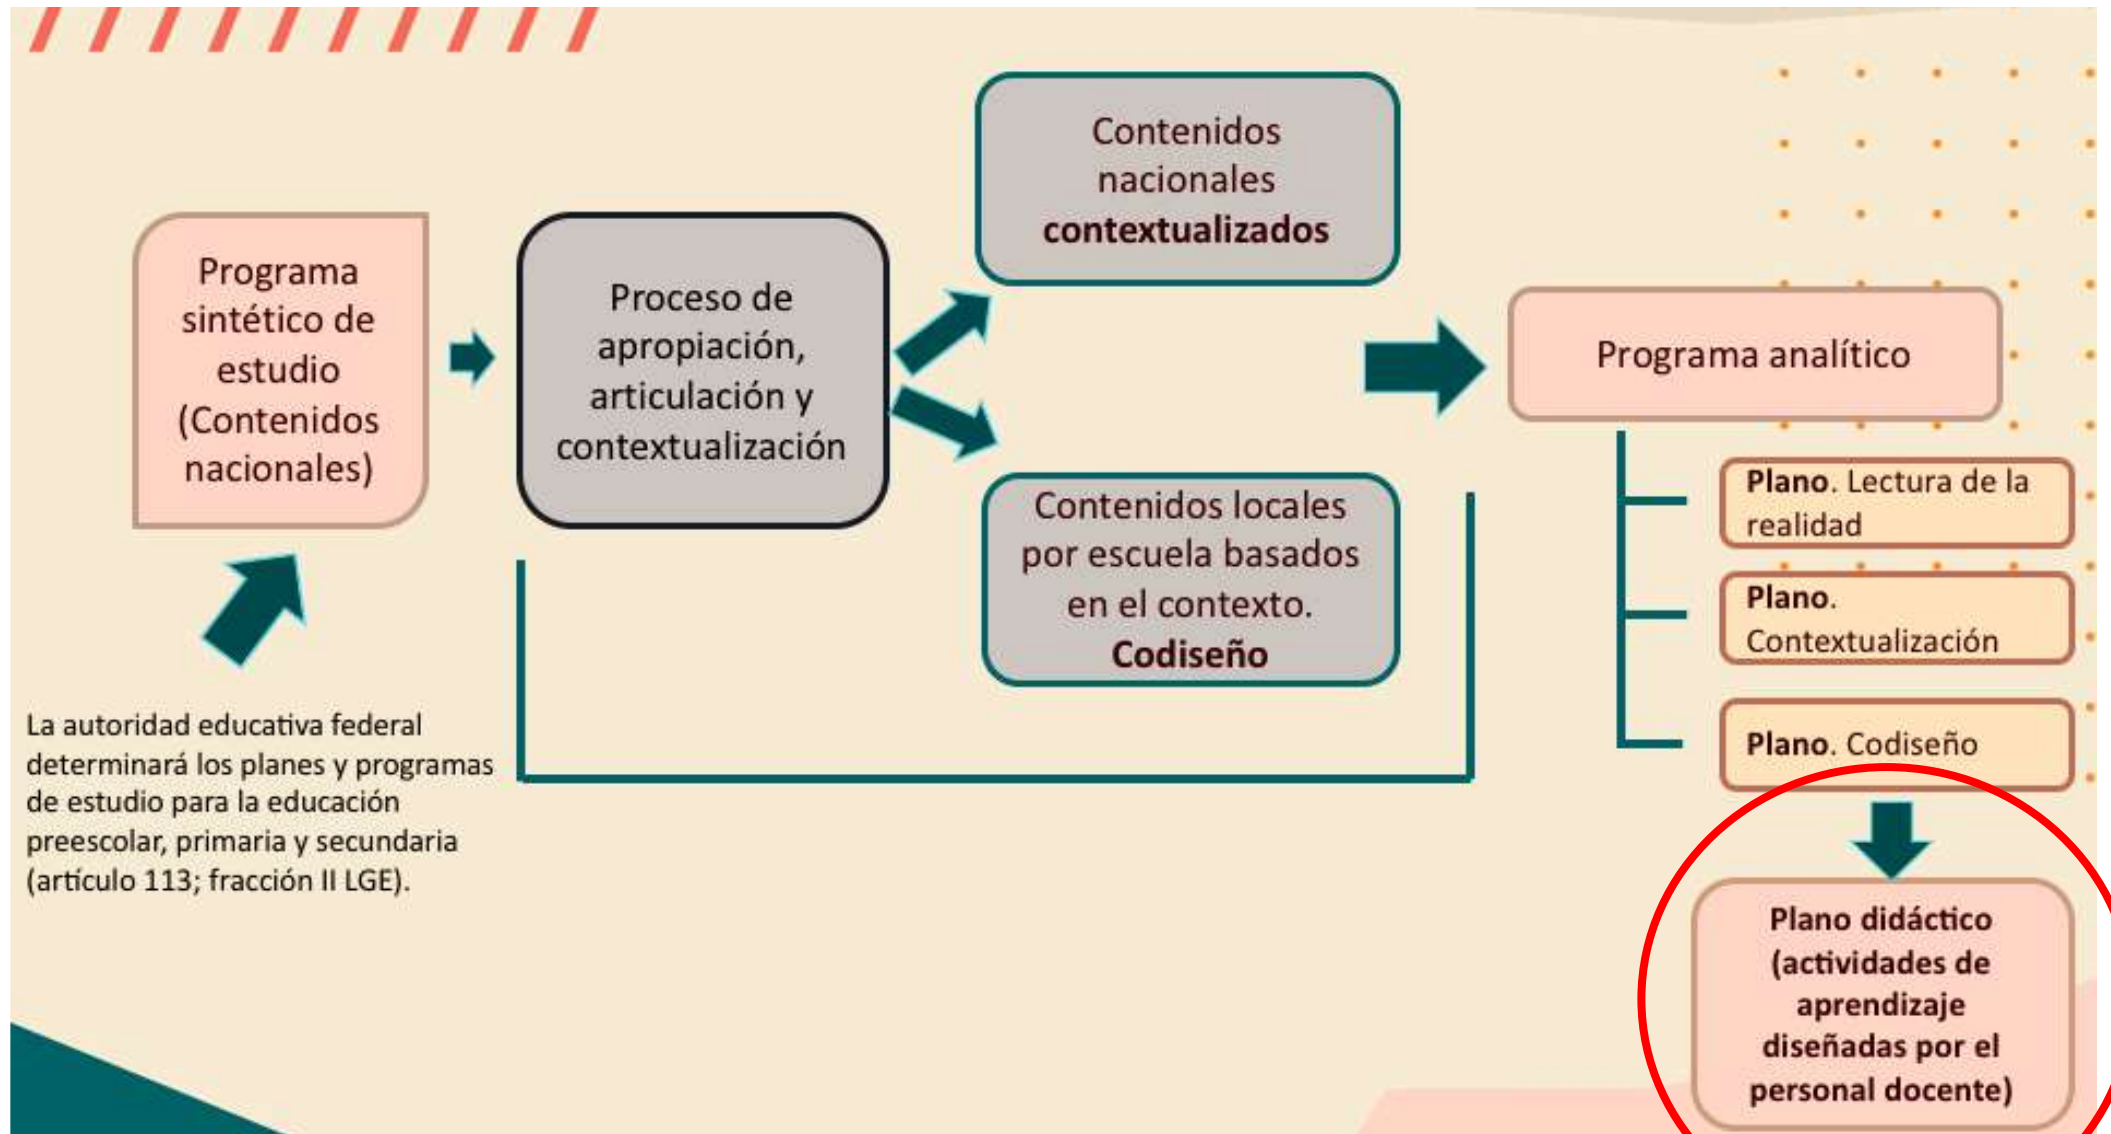 Programa
sintético de
estudio
(Contenidos
nacionales)
La autoridad educativa federal
determinará los planes y programas
de estudio para la educación
preescolar, primaria y secundaria
(artículo 113; fracción II LGE).
Proceso de
apropiación,
articulación y
contextualización
Contenidos
nacionales
contextualizados
Contenidos locales
por escuela basados
en el contexto.
Codiseño
Programa analítico
Plano. Lectura de la
realidad
Plano.
Contextualización
Plano. Codiseño
Plano didáctico
(actividades de
aprendizaje
diseñadas por el
personal docente)